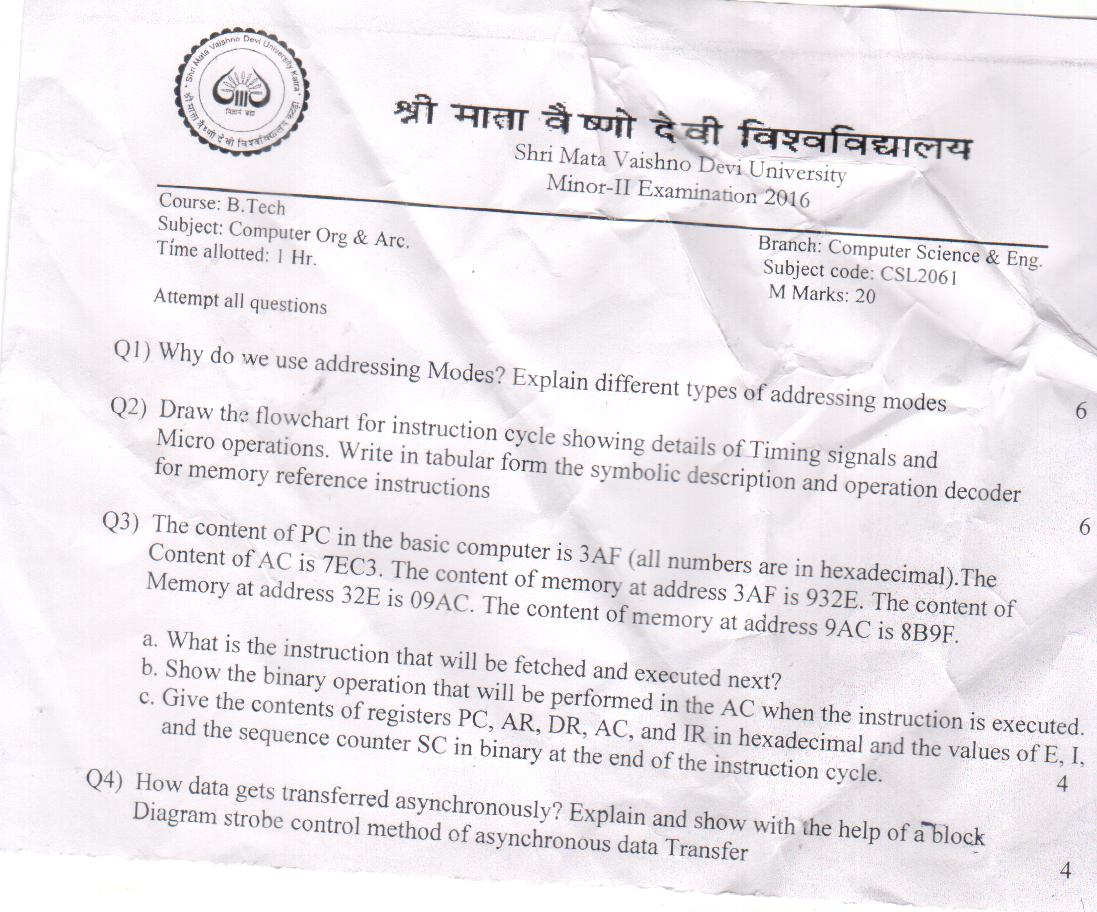 Shri Mata Vaishno Devi University Katra
श्री माता वैष्णो देवी विश्वविद्यालय कटड़ा
श्री माता वैष्णो देवी विश्वविद्यालय
Shri Mata Vaishno Devi University
Minor-II Examination 2016
Course: B.Tech
Subject: Computer Org & Arc.
Time allotted: 1 Hr.
Branch: Computer Science & Eng.
Subject code: CSL2061
M Marks: 20
Attempt all questions
Q1) Why do we use addressing Modes? Explain different types of addressing modes 6
Q2) Draw the flowchart for instruction cycle showing details of Timing signals and
Micro operations. Write in tabular form the symbolic description and operation decoder
for memory reference instructions 6
Q3) The content of PC in the basic computer is 3AF (all numbers are in hexadecimal).The
Content of AC is 7EC3. The content of memory at address 3AF is 932E. The content of
Memory at address 32E is 09AC. The content of memory at address 9AC is 8B9F.
a. What is the instruction that will be fetched and executed next?
b. Show the binary operation that will be performed in the AC when the instruction is executed.
c. Give the contents of registers PC, AR, DR, AC, and IR in hexadecimal and the values of E, I,
and the sequence counter SC in binary at the end of the instruction cycle. 4
Q4) How data gets transferred asynchronously? Explain and show with the help of a block
Diagram strobe control method of asynchronous data Transfer 4